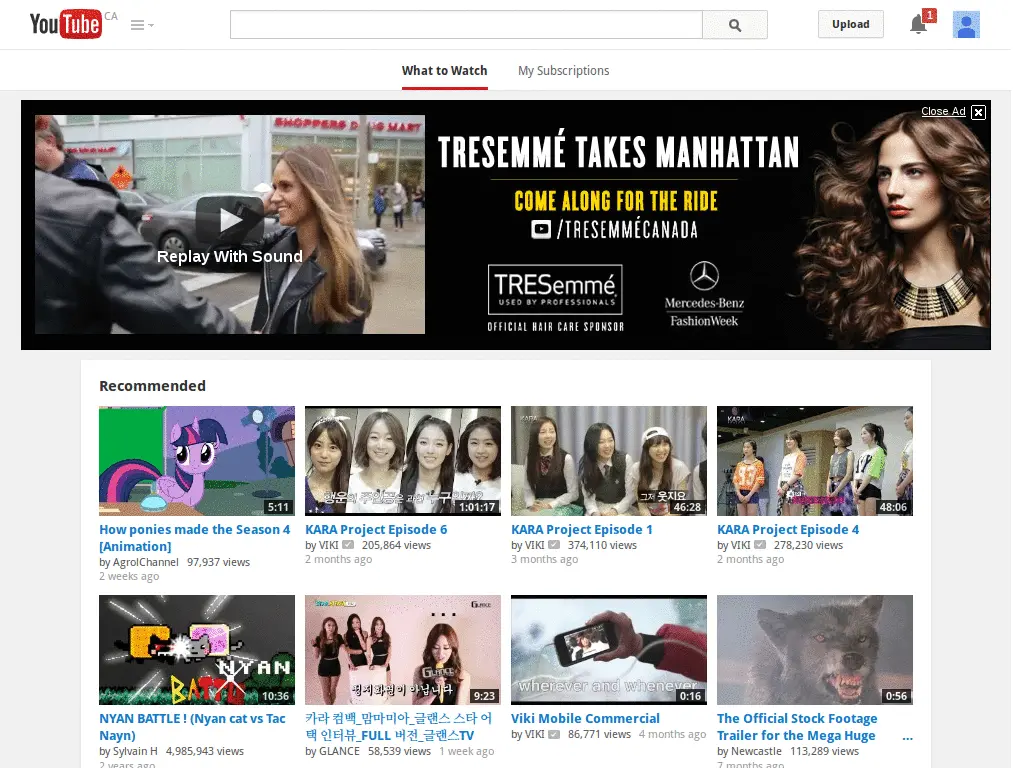 YouTube CA
Upload
1
What to Watch
My Subscriptions
Close Ad X
SHOPPERS DRUG MART
Replay With Sound
TRESEMMÉ TAKES MANHATTAN
COME ALONG FOR THE RIDE
/TRESEMMÉCANADA
TRESemmé
USED BY PROFESSIONALS
OFFICIAL HAIR CARE SPONSOR
Mercedes-Benz
FashionWeek
Recommended
5:11
1:01:17
KARA
그저 웃지요
46:28
KARA
48:06
How ponies made the Season 4
[Animation]
by AgrolChannel 97,937 views
2 weeks ago
KARA Project Episode 6
by VIKI 205,864 views
2 months ago
KARA Project Episode 1
by VIKI 374,110 views
3 months ago
KARA Project Episode 4
by VIKI 278,230 views
2 months ago
NYAN
BATTLE
10:36
GLANCE
GLANCE
편지화면이 아닙니다
9:23
wherever and whenever
0:16
0:56
NYAN BATTLE ! (Nyan cat vs Tac
Nayn)
by Sylvain H 4,985,943 views
2 years ago
카라 컴백_맘마미아_글랜스 스타 어
택 인터뷰_FULL 버전_글랜스TV
by GLANCE 58,539 views 1 week ago
Viki Mobile Commercial
by VIKI 86,771 views 4 months ago
The Official Stock Footage
Trailer for the Mega Huge ...
by Newcastle 113,289 views
7 months ago